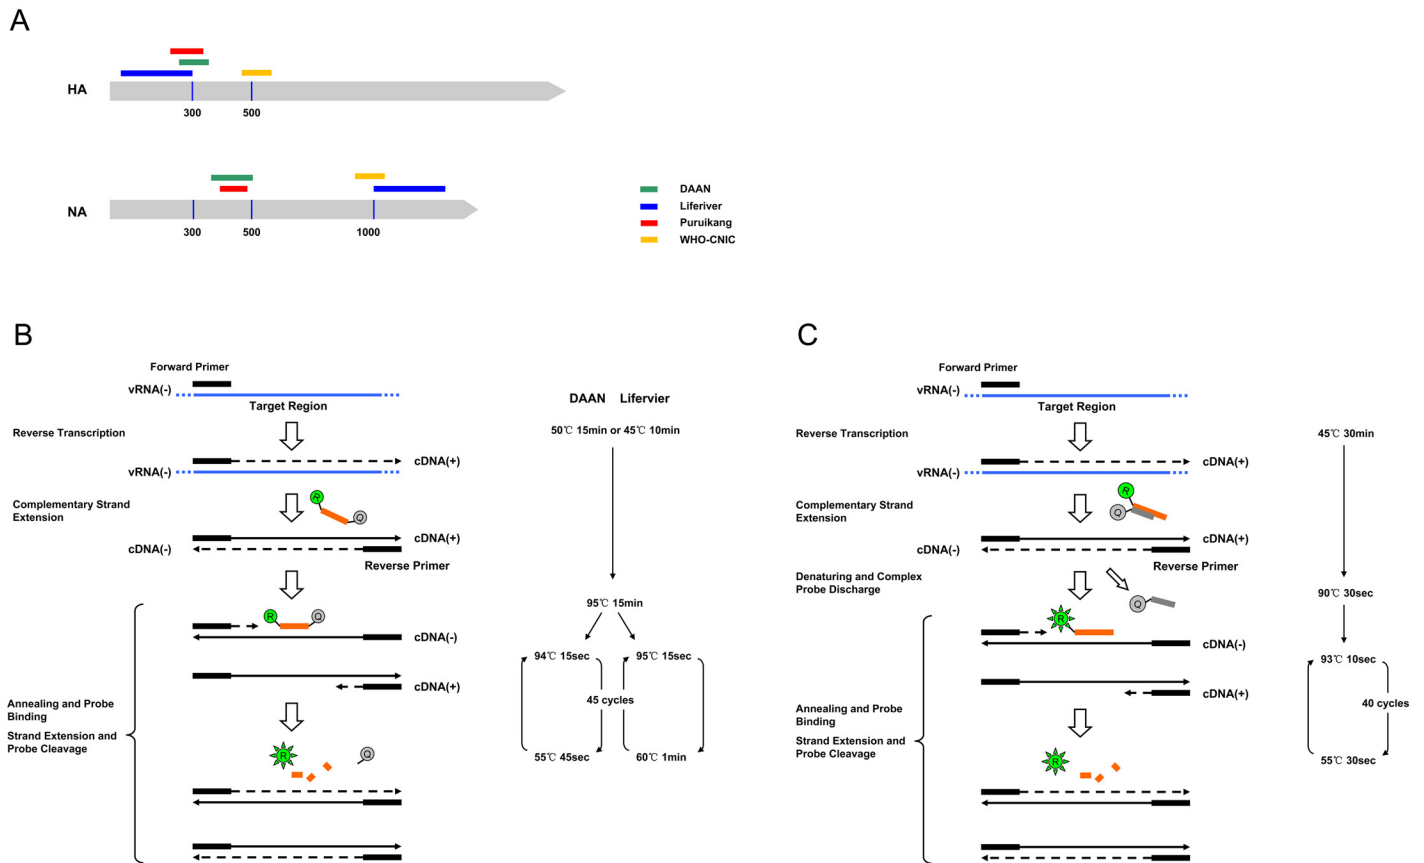 A
HA
300
500
NA
300
500
1000
DAAN
Liferiver
Puruikang
WHO-CNIC
B
Forward Primer
vRNA(-)
Target Region
Reverse Transcription
cDNA(+)
vRNA(-)
Complementary Strand
Extension
R
Q
cDNA(+)
cDNA(-)
Reverse Primer
R
Q
cDNA(-)
cDNA(+)
Annealing and Probe
Binding
Strand Extension and
Probe Cleavage
R
Q
DAAN Lifervier
50℃ 15min or 45℃ 10min
95℃ 15min
94℃ 15sec
95℃ 15sec
45 cycles
55℃ 45sec
60℃ 1min
C
Forward Primer
vRNA(-)
Target Region
Reverse Transcription
cDNA(+)
vRNA(-)
Complementary Strand
Extension
R
Q
cDNA(+)
cDNA(-)
Reverse Primer
Denaturing and Complex
Probe Discharge
Q
R
cDNA(-)
cDNA(+)
Annealing and Probe
Binding
Strand Extension and
Probe Cleavage
R
45℃ 30min
90℃ 30sec
93℃ 10sec
40 cycles
55℃ 30sec